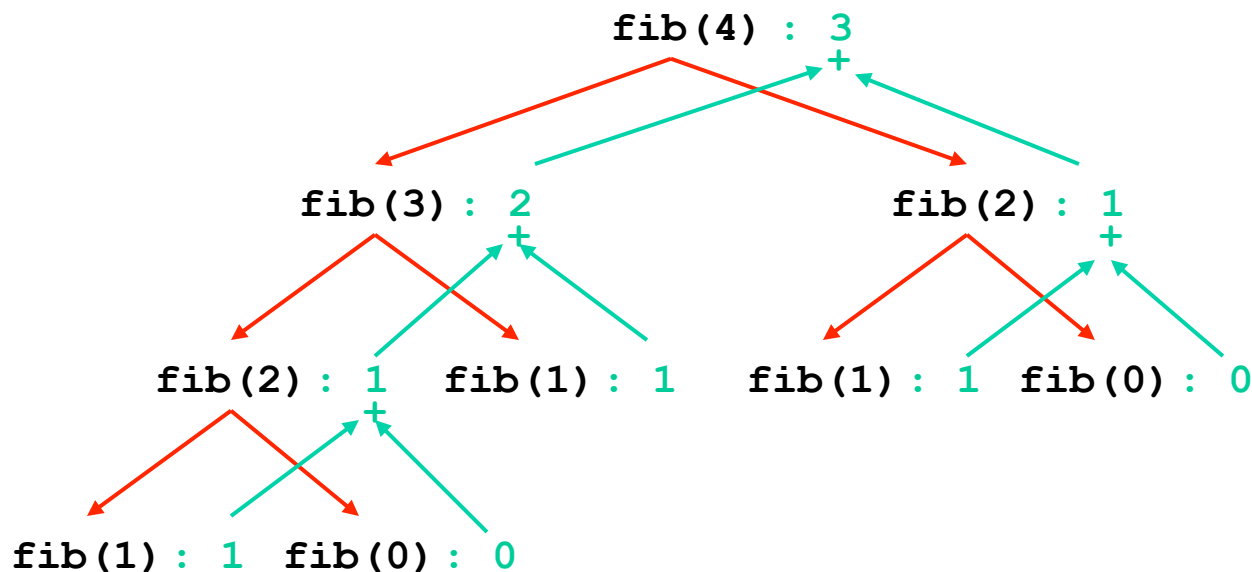 fib(4) : 3
+
fib(3) : 2 fib(2) : 1
+ +
fib(2) : 1 fib(1) : 1 fib(1) : 1 fib(0) : 0
+
fib(1) : 1 fib(0) : 0